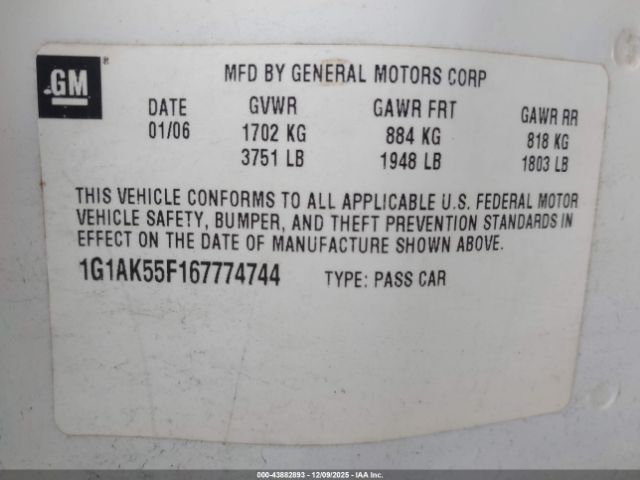 GM ®
MFD BY GENERAL MOTORS CORP
DATE GVWR GAWR FRT GAWR RR
01/06 1702 KG 884 KG 818 KG
3751 LB 1948 LB 1803 LB
THIS VEHICLE CONFORMS TO ALL APPLICABLE U.S. FEDERAL MOTOR
VEHICLE SAFETY, BUMPER, AND THEFT PREVENTION STANDARDS IN
EFFECT ON THE DATE OF MANUFACTURE SHOWN ABOVE.
1G1AK55F167774744 TYPE: PASS CAR
000-43882893 - 12/09/2025 - IAA Inc.